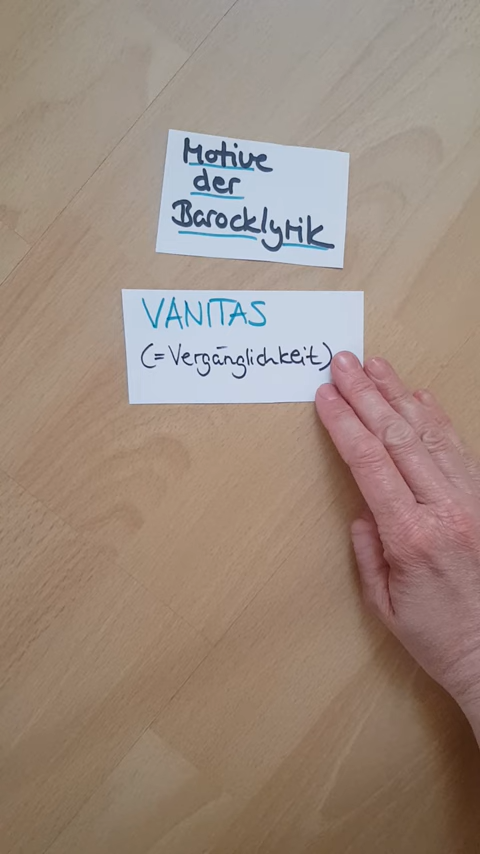 Motive
der
Barocklyrik
VANITAS
(= Vergänglichkeit)